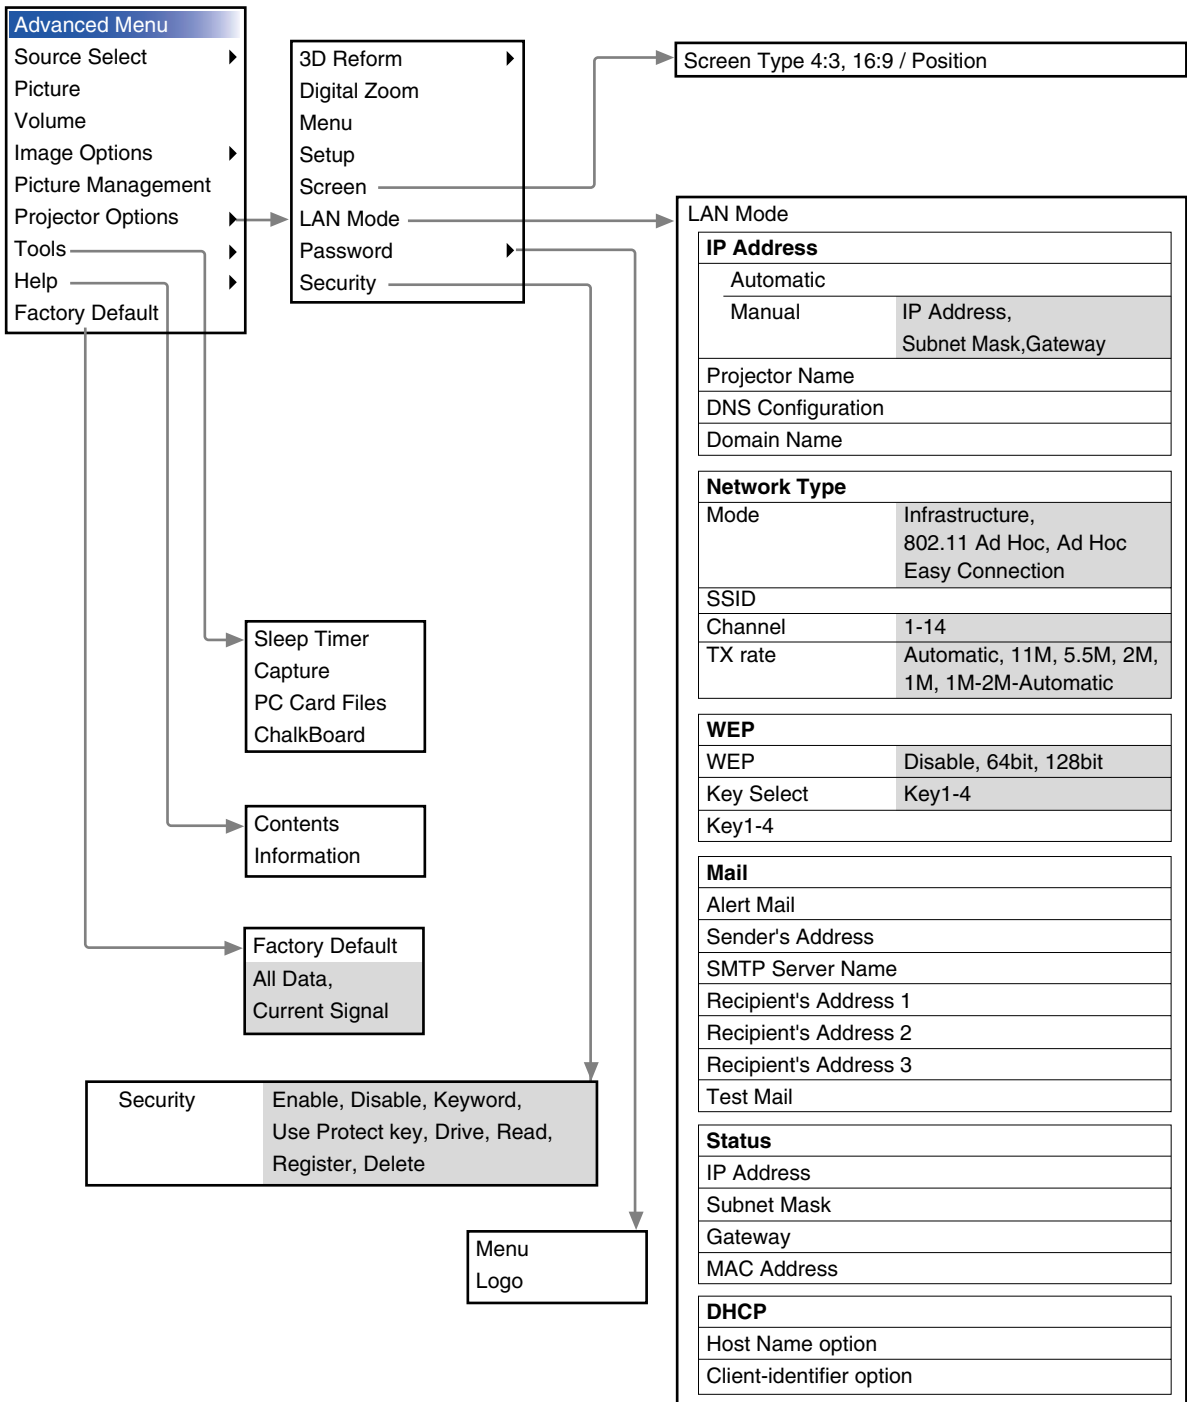 Advanced Menu
Source Select
Picture
Volume
Image Options
Picture Management
Projector Options
Tools
Help
Factory Default
3D Reform
Digital Zoom
Menu
Setup
Screen
LAN Mode
Password
Security
Screen Type 4:3, 16:9 / Position
LAN Mode
IP Address
Automatic
Manual IP Address,
Subnet Mask,Gateway
Projector Name
DNS Configuration
Domain Name
Network Type
Mode Infrastructure,
802.11 Ad Hoc, Ad Hoc
Easy Connection
SSID
Channel 1-14
TX rate Automatic, 11M, 5.5M, 2M,
1M, 1M-2M-Automatic
WEP
WEP Disable, 64bit, 128bit
Key Select Key1-4
Key1-4
Mail
Alert Mail
Sender's Address
SMTP Server Name
Recipient's Address 1
Recipient's Address 2
Recipient's Address 3
Test Mail
Status
IP Address
Subnet Mask
Gateway
MAC Address
DHCP
Host Name option
Client-identifier option
Sleep Timer
Capture
PC Card Files
ChalkBoard
Contents
Information
Factory Default
All Data,
Current Signal
Security Enable, Disable, Keyword,
Use Protect key, Drive, Read,
Register, Delete
Menu
Logo